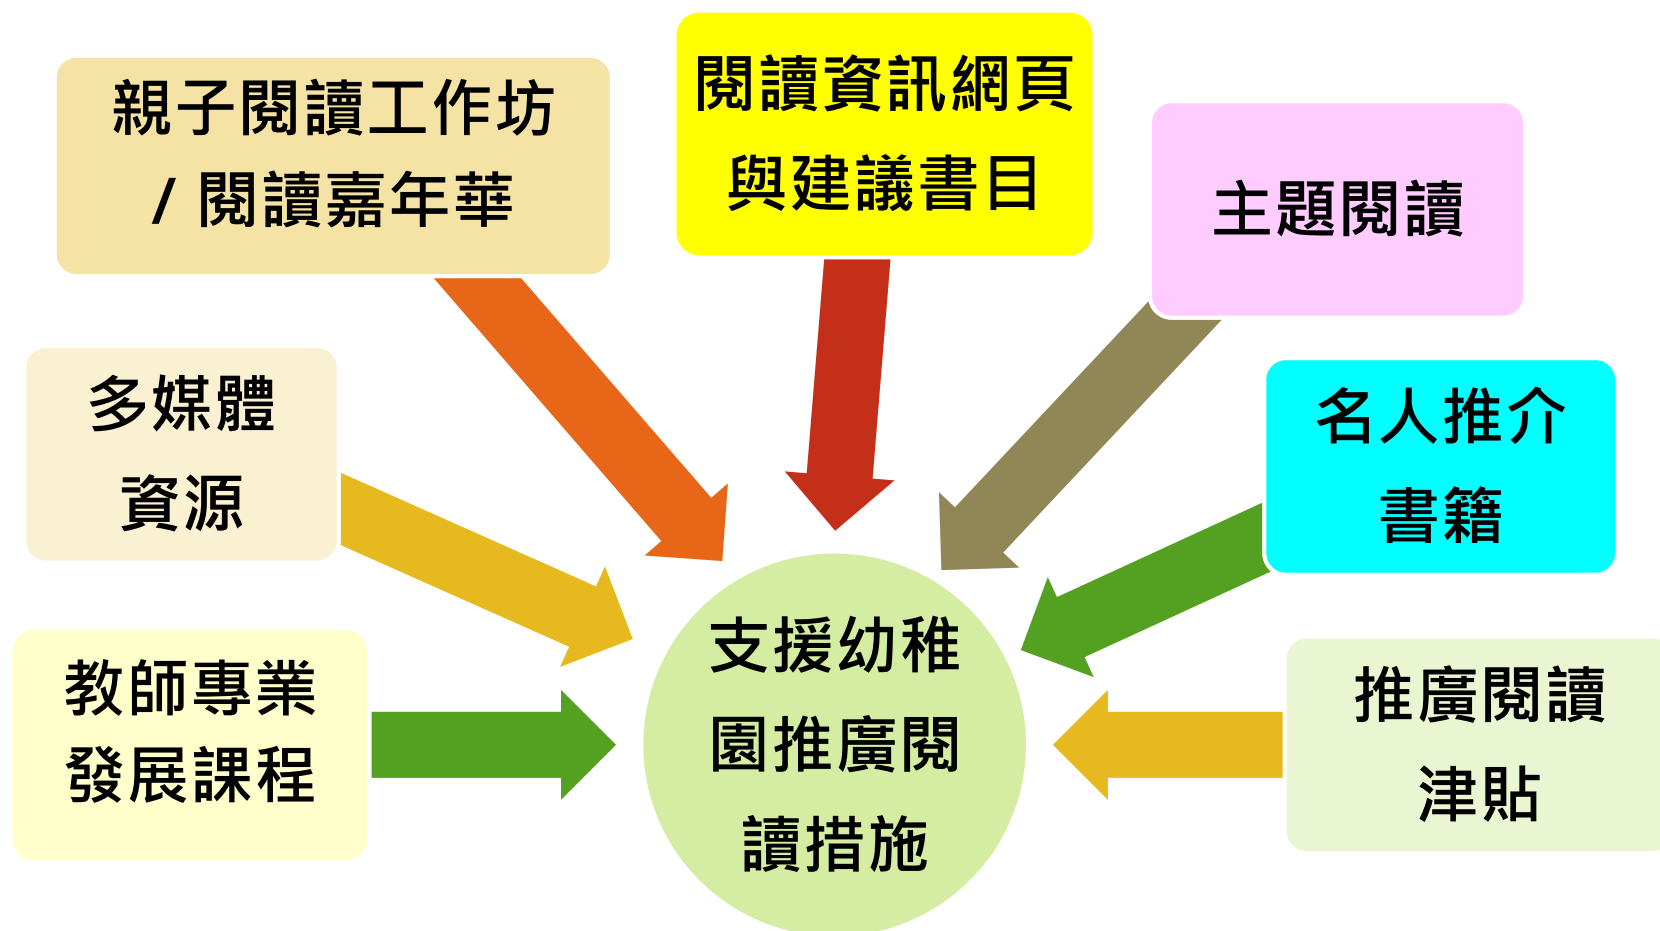 親子閱讀工作坊
/ 閱讀嘉年華
閱讀資訊網頁
與建議書目
主題閱讀
多媒體
資源
名人推介
書籍
教師專業
發展課程
支援幼稚
園推廣閱
讀措施
推廣閱讀
津貼